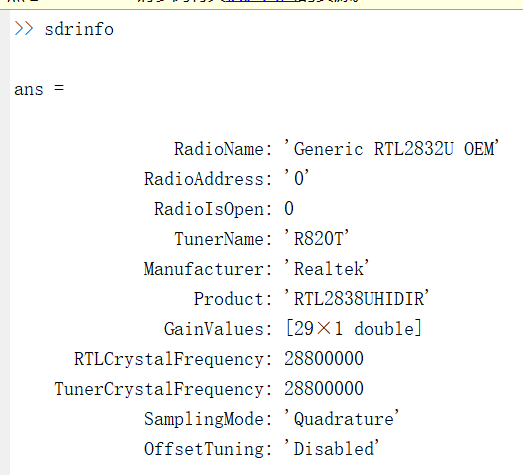 >> sdrinfo
ans =
RadioName: 'Generic RTL2832U OEM'
RadioAddress: '0'
RadioIsOpen: 0
TunerName: 'R820T'
Manufacturer: 'Realtek'
Product: 'RTL2838UHIDIR'
GainValues: [29×1 double]
RTLCrystalFrequency: 28800000
TunerCrystalFrequency: 28800000
SamplingMode: 'Quadrature'
OffsetTuning: 'Disabled'